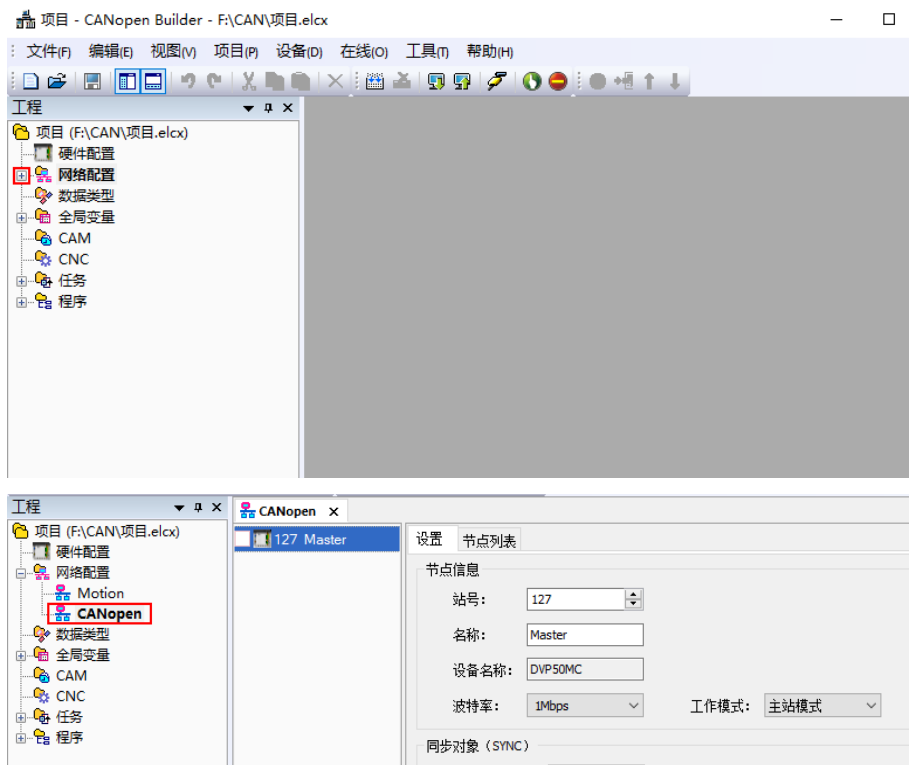 项目 - CANopen Builder - F:\CAN\项目.elcx
文件(F) 编辑(E) 视图(V) 项目(P) 设备(D) 在线(O) 工具(T) 帮助(H)
工程
项目 (F:\CAN\项目.elcx)
硬件配置
网络配置
数据类型
全局变量
CAM
CNC
任务
程序
工程
项目 (F:\CAN\项目.elcx)
硬件配置
网络配置
Motion
CANopen
数据类型
全局变量
CAM
CNC
任务
程序
CANopen
127 Master
设置 节点列表
节点信息
站号: 127
名称: Master
设备名称: DVP50MC
波特率: 1Mbps 工作模式: 主站模式
同步对象（SYNC）